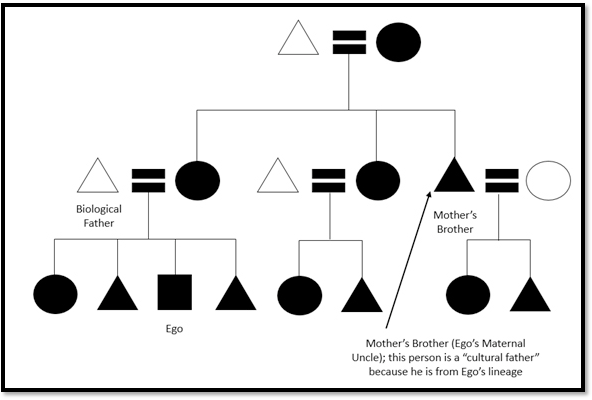 Biological
Father
Mother's
Brother
Ego
Mother's Brother (Ego's Maternal
Uncle); this person is a “cultural father”
because he is from Ego's lineage